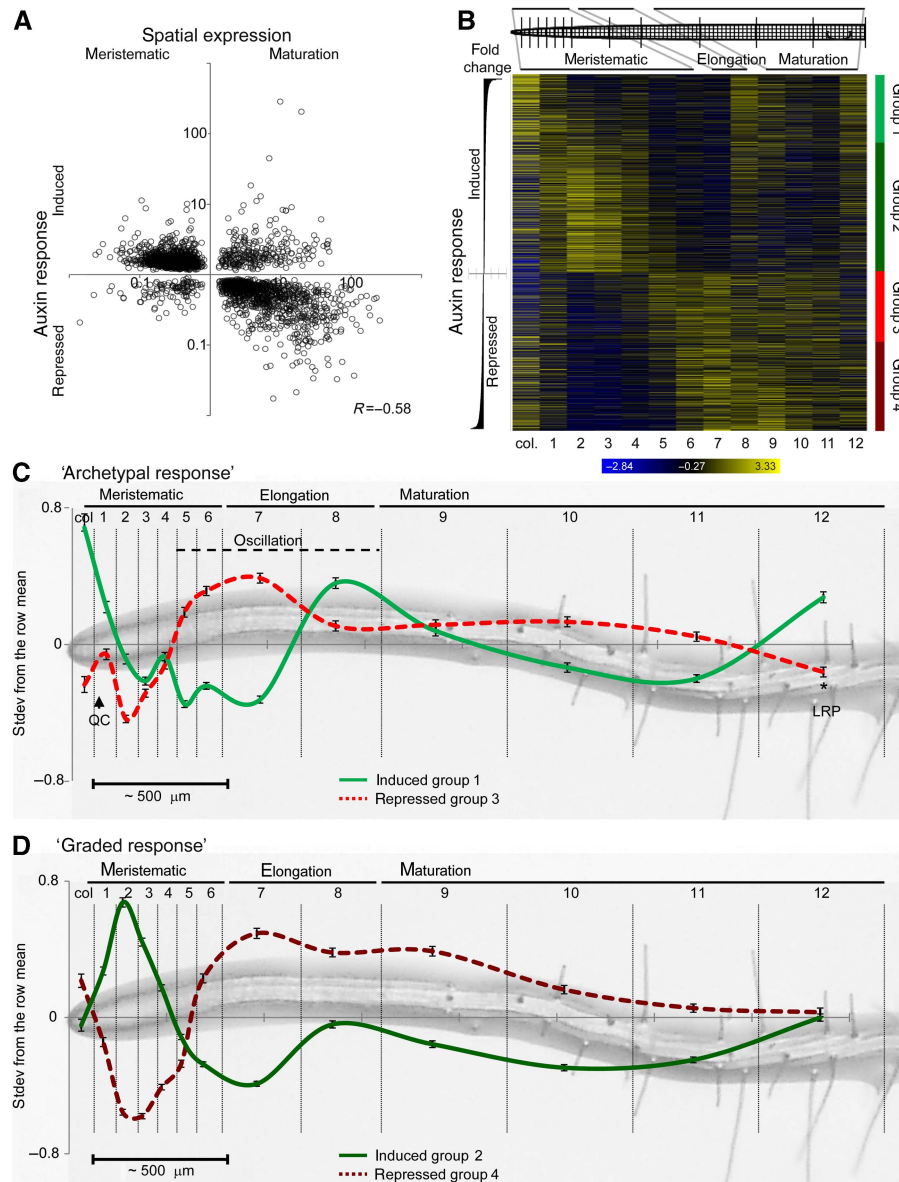 A
Spatial expression
Meristematic
Maturation
Auxin response
Induced
Repressed
100
10
0.1
100
0.1
R=−0.58
B
Fold change
Meristematic
Elongation
Maturation
Auxin response
Induced
Repressed
Group 1
Group 2
Group 3
Group 4
col. 1 2 3 4 5 6 7 8 9 10 11 12
−2.84 −0.27 3.33
C
'Archetypal response'
Meristematic
Elongation
Maturation
0.8
col 1 2 3 4 5 6 7 8 9 10 11 12
Oscillation
Stdev from the row mean
0
QC
*
LRP
−0.8
~ 500 μm
Induced group 1
Repressed group 3
D
'Graded response'
Meristematic
Elongation
Maturation
0.8
col 1 2 3 4 5 6 7 8 9 10 11 12
Stdev from the row mean
0
−0.8
~ 500 μm
Induced group 2
Repressed group 4